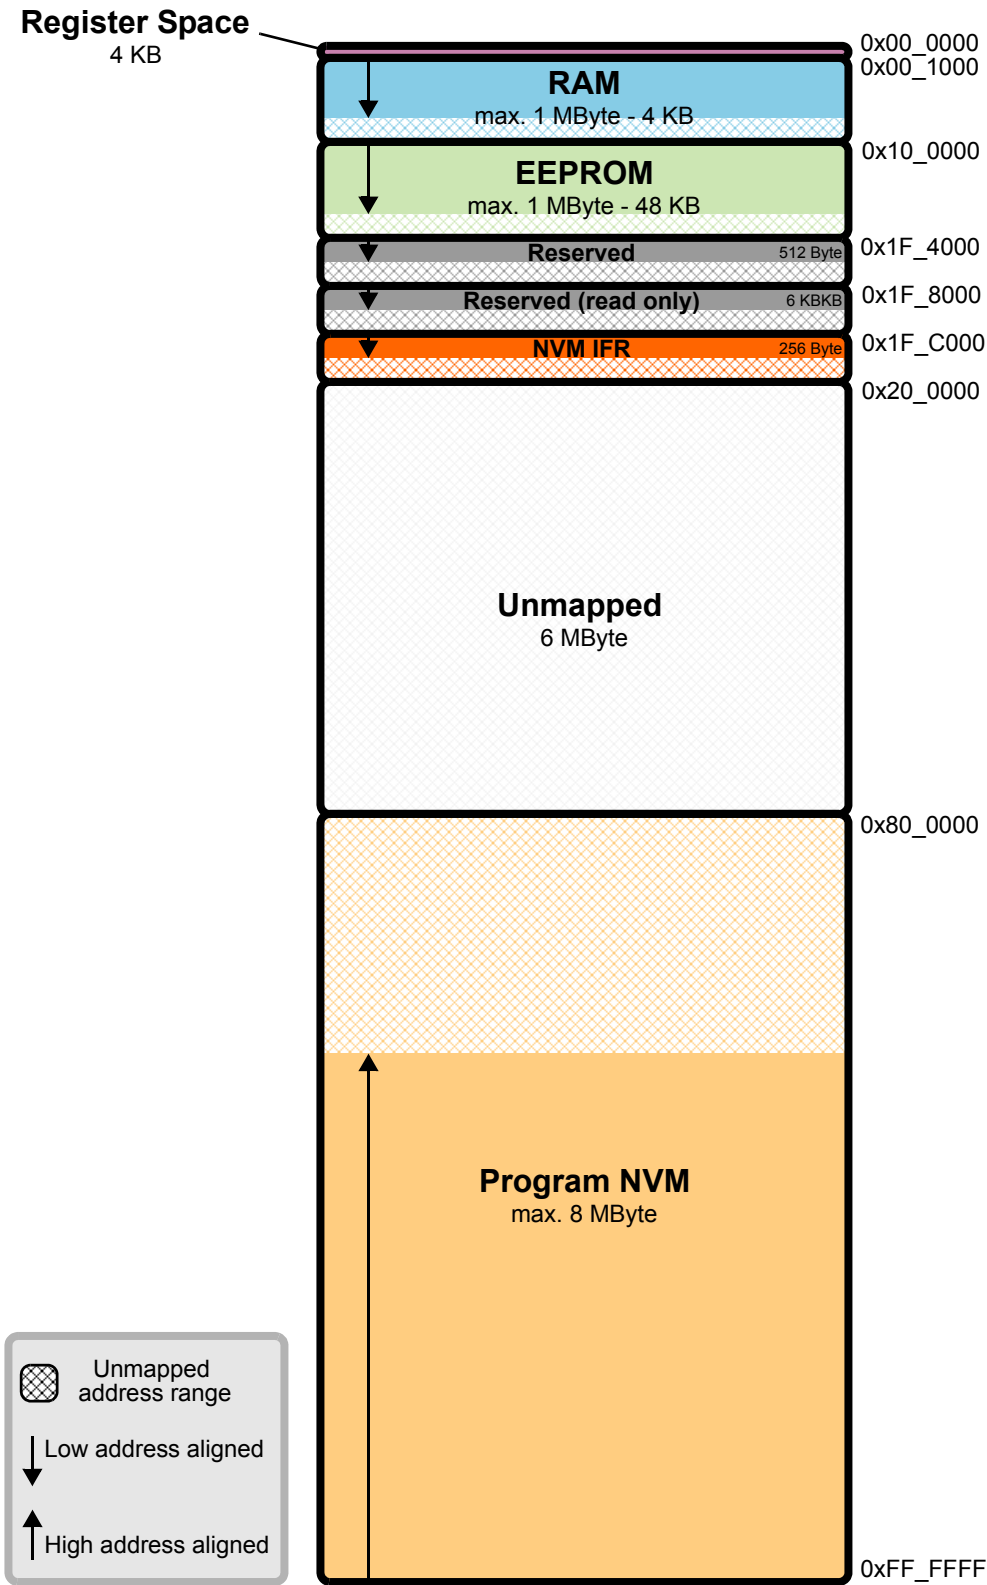 Register Space
4 KB
0x00_0000
0x00_1000
RAM
max. 1 MByte - 4 KB
0x10_0000
EEPROM
max. 1 MByte - 48 KB
Reserved
512 Byte
0x1F_4000
Reserved (read only)
6 KBKB
0x1F_8000
NVM IFR
256 Byte
0x1F_C000
0x20_0000
Unmapped
6 MByte
0x80_0000
Program NVM
max. 8 MByte
Unmapped
address range
Low address aligned
High address aligned
0xFF_FFFF